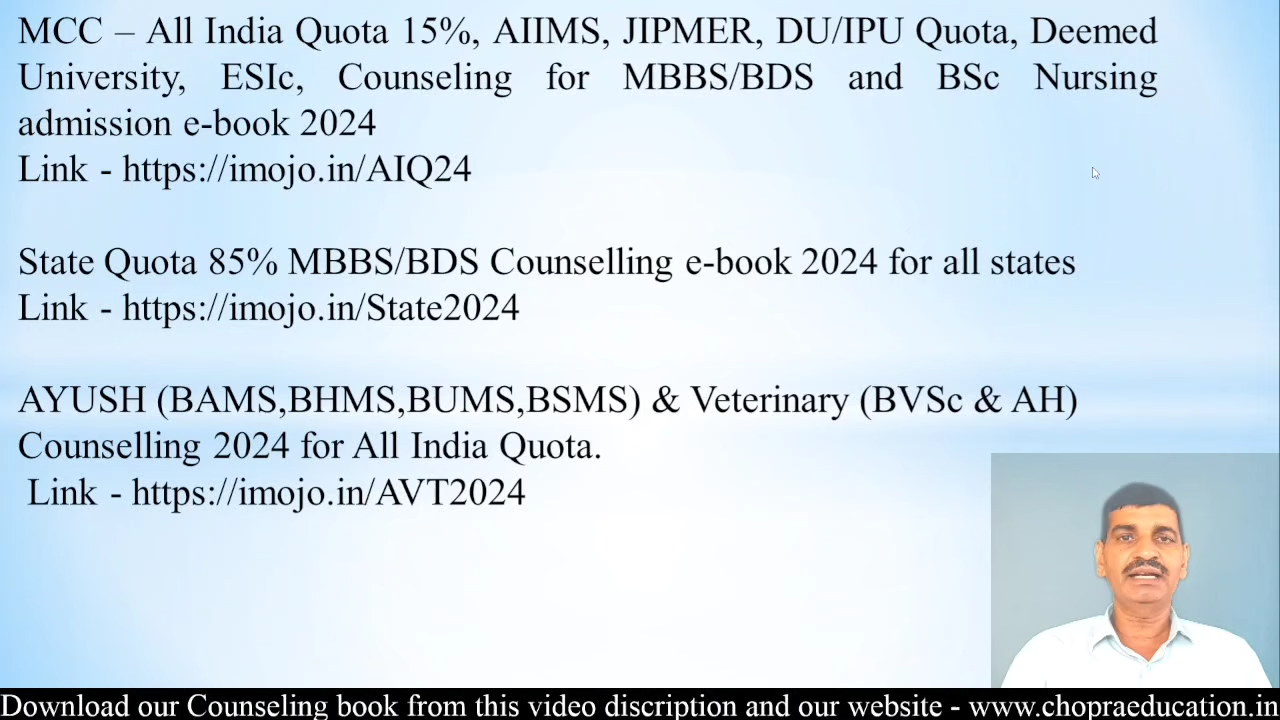 MCC – All India Quota 15%, AIIMS, JIPMER, DU/IPU Quota, Deemed
University, ESIc, Counseling for MBBS/BDS and BSc Nursing
admission e-book 2024
Link - https://imojo.in/AIQ24
State Quota 85% MBBS/BDS Counselling e-book 2024 for all states
Link - https://imojo.in/State2024
AYUSH (BAMS,BHMS,BUMS,BSMS) & Veterinary (BVSc & AH)
Counselling 2024 for All India Quota.
Link - https://imojo.in/AVT2024
Download our Counseling book from this video discription and our website - www.chopraeducation.in